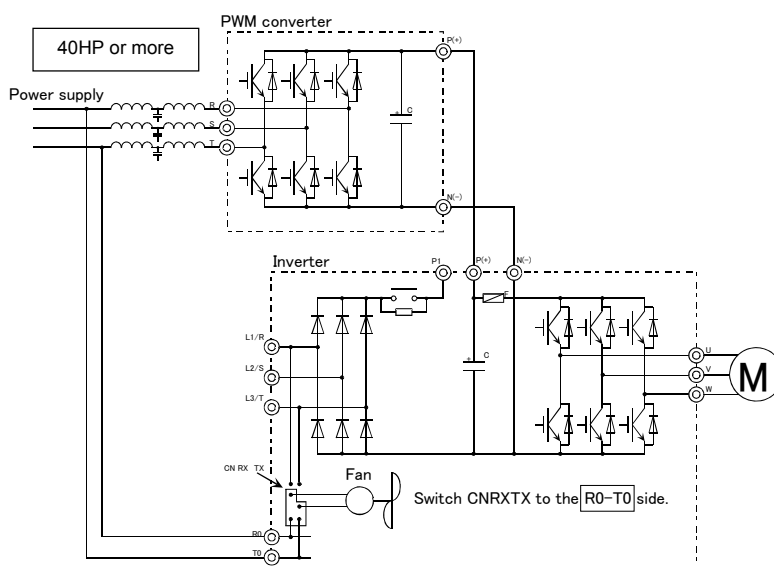 PWM converter
40HP or more
P(+)
Power supply
R
S
T
C
N(-)
Inverter
P1
P(+)
N(-)
F
L1/R
L2/S
L3/T
C
U
V
W
M
CN RX TX
Fan
Switch CNRXTX to the R0-T0 side.
R0
T0